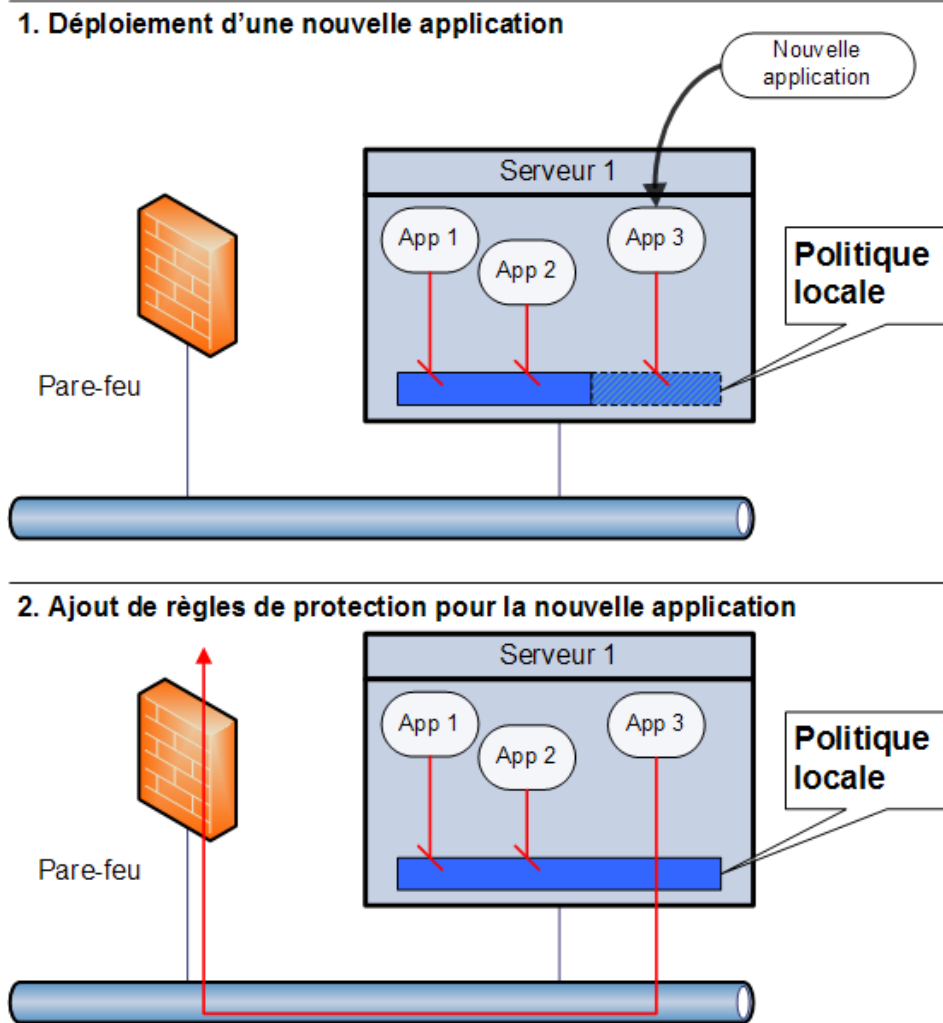 1. Déploiement d'une nouvelle application
Nouvelle
application
Serveur 1
App 1
App 2
App 3
Politique
locale
Pare-feu
2. Ajout de règles de protection pour la nouvelle application
Serveur 1
App 1
App 2
App 3
Politique
locale
Pare-feu